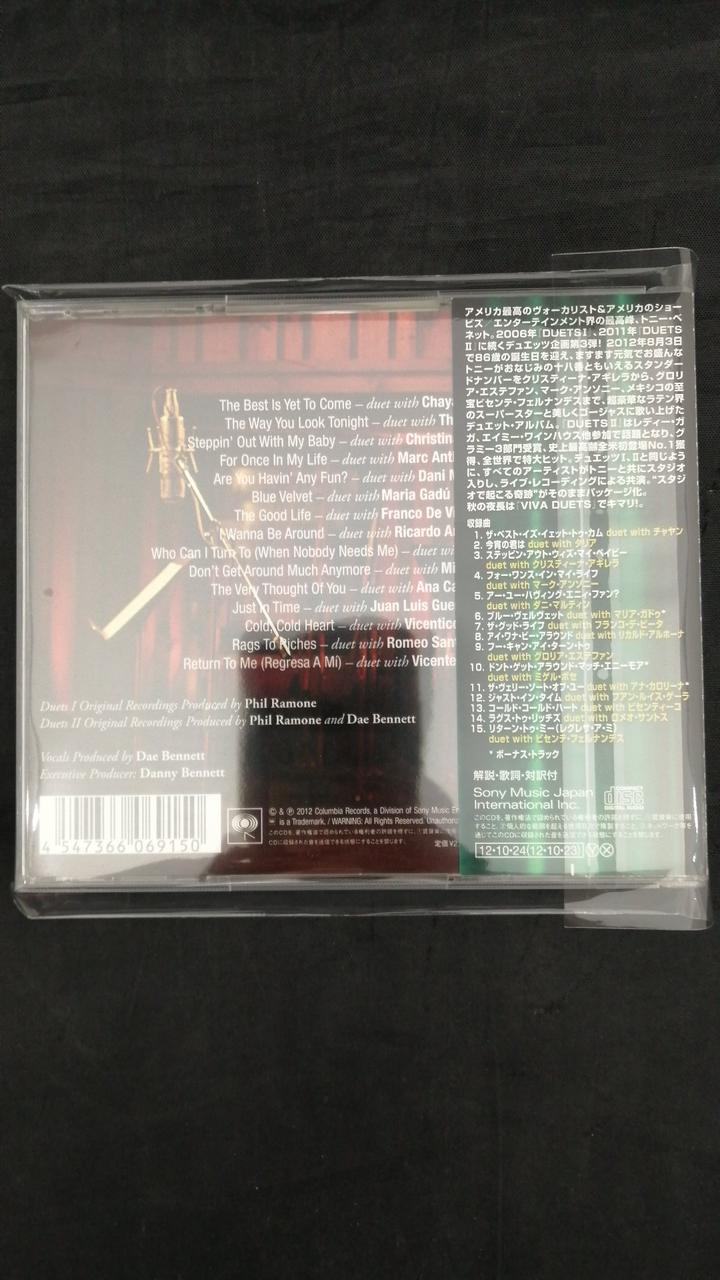 The Best Is Yet To Come – duet with Chaya
The Way You Look Tonight – duet with Th
Steppin' Out With My Baby – duet with Christin
For Once In My Life – duet with Marc Anth
Are You Havin' Any Fun? – duet with Dani M
Blue Velvet – duet with Maria Gadú
The Good Life – duet with Franco De Vi
I Wanna Be Around – duet with Ricardo Ar
Who Can I Turn To (When Nobody Needs Me) – duet with
Don't Get Around Much Anymore – duet with Mi
The Very Thought Of You – duet with Ana Ca
Just in Time – duet with Juan Luis Gue
Cold, Cold Heart – duet with Vicentico
Rags To Riches – duet with Romeo Sant
Return To Me (Regresa A Mí) – duet with Vicente
Duets I Original Recordings Produced by Phil Ramone
Duets II Original Recordings Produced by Phil Ramone and Dae Bennett
Vocals Produced by Dae Bennett
Executive Producer: Danny Bennett
4 547366 069150
© & ℗ 2012 Columbia Records, a Division of Sony Music En
is a Trademark. / WARNING: All Rights Reserved. Unauthoriz
定価 ¥2
アメリカ最高のヴォーカリスト&アメリカのショー
ビズ/エンターテインメント界の最高峰、トニー・ベ
ネット。2006年「DUETS I」、2011年「DUETS
II」に続くデュエッツ企画第3弾! 2012年8月3日
で86歳の誕生日を迎え、ますます元気でお盛んな
トニーがおなじみの十八番ともいえるスタンダー
ドナンバーをクリスティーナ・アギレラから、グロリ
ア・エステファン、マーク・アンソニー、メキシコの至
宝ビセンテ・フェルナンデスまで、超豪華なラテン界
のスーパースターと美しくゴージャスに歌い上げた
デュエット・アルバム。「DUETS II」はレディー・ガ
ガ、エイミー・ワインハウス他参加で話題となり、グ
ラミー3部門受賞、史上最高齢全米初登場No.1獲
得、全世界で特大ヒット。デュエッツI、IIと同じよう
に、すべてのアーティストがトニーと共にスタジオ
入りし、ライブ・レコーディングによる共演。"スタジ
オで起こる奇跡"がそのままパッケージ化。
秋の夜長は「VIVA DUETS」でキマリ!。
収録曲
1. ザ・ベスト・イズ・イェット・トゥ・カム duet with チャヤン
2. 今宵の君は duet with タリア
3. ステッピン・アウト・ウィズ・マイ・ベイビー
duet with クリスティーナ・アギレラ
4. フォー・ワンス・イン・マイ・ライフ
duet with マーク・アンソニー
5. アー・ユー・ハヴィング・エニィ・ファン?
duet with ダニ・マルティン
6. ブルー・ヴェルヴェット duet with マリア・ガドゥ*
7. ザ・グッド・ライフ duet with フランコ・デ・ビータ
8. アイ・ワナ・ビー・アラウンド duet with リカルド・アルホーナ
9. フー・キャン・アイ・ターン・トゥ
duet with グロリア・エステファン
10. ドント・ゲット・アラウンド・マッチ・エニーモア*
duet with ミゲル・ボセ
11. ザ・ヴェリー・ソート・オブ・ユー duet with アナ・カロリーナ*
12. ジャスト・イン・タイム duet with フアン・ルイス・ゲーラ
13. コールド・コールド・ハート duet with ビセンティーコ
14. ラグス・トゥ・リッチズ duet with ロメオ・サントス
15. リターン・トゥ・ミー(レグレサ・ア・ミ)
duet with ビセンテ・フェルナンデス
* ボーナス・トラック
解説・歌詞・対訳付
Sony Music Japan
International Inc.
COMPACT
disc
DIGITAL AUDIO
12・10・24(12・10・23) Ⓨ Ⓧ